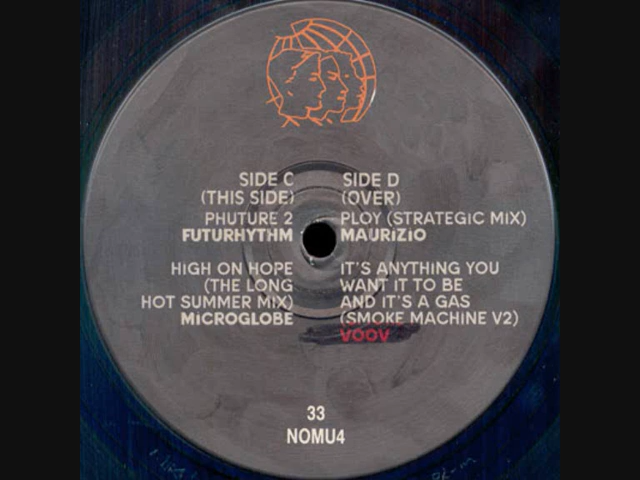 SIDE C
(THIS SIDE)
PHUTURE 2
FUTURHYTHM
HIGH ON HOPE
(THE LONG
HOT SUMMER MIX)
MiCROGLOBE
SIDE D
(OVER)
PLOY (STRATEGiC MiX)
MAURiZiO
IT'S ANYTHING YOU
WANT IT TO BE
AND IT'S A GAS
(SMOKE MACHINE V2)
VOOV
33
NOMU4